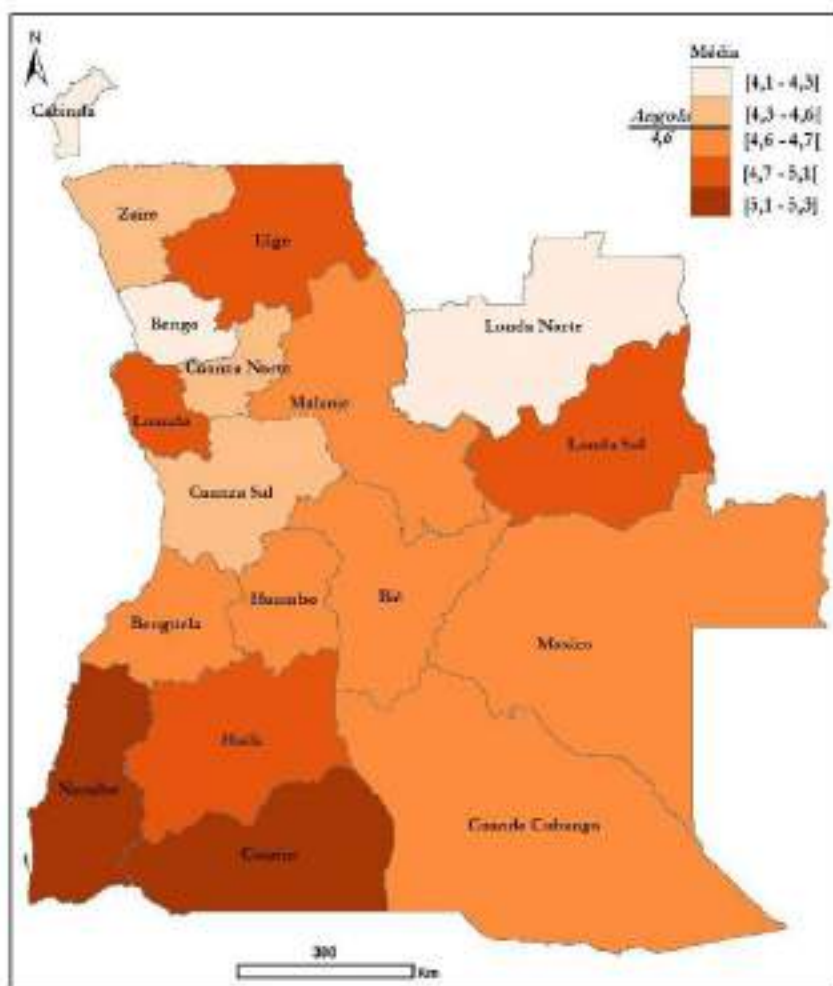 N
Média
[4,1 - 4,3[
[4,3 - 4,6[
Angola
4,6
[4,6 - 4,7[
[4,7 - 5,1[
[5,1 - 5,3]
Cabinda
Zaire
Uíge
Bengo
Lunda Norte
Cuanza Norte
Malanje
Luanda
Lunda Sul
Cuanza Sul
Huambo
Bié
Benguela
Moxico
Huíla
Namibe
Cunene
Cuando Cubango
300
Km